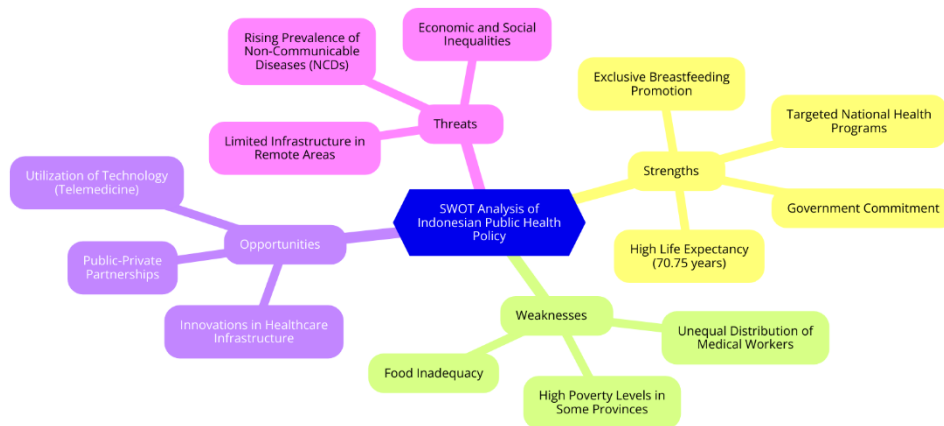 SWOT Analysis of
Indonesian Public Health
Policy
Strengths
Exclusive Breastfeeding
Promotion
Targeted National Health
Programs
Government Commitment
High Life Expectancy
(70.75 years)
Weaknesses
Unequal Distribution of
Medical Workers
High Poverty Levels in
Some Provinces
Food Inadequacy
Opportunities
Utilization of Technology
(Telemedicine)
Public-Private
Partnerships
Innovations in Healthcare
Infrastructure
Threats
Rising Prevalence of
Non-Communicable
Diseases (NCDs)
Economic and Social
Inequalities
Limited Infrastructure in
Remote Areas